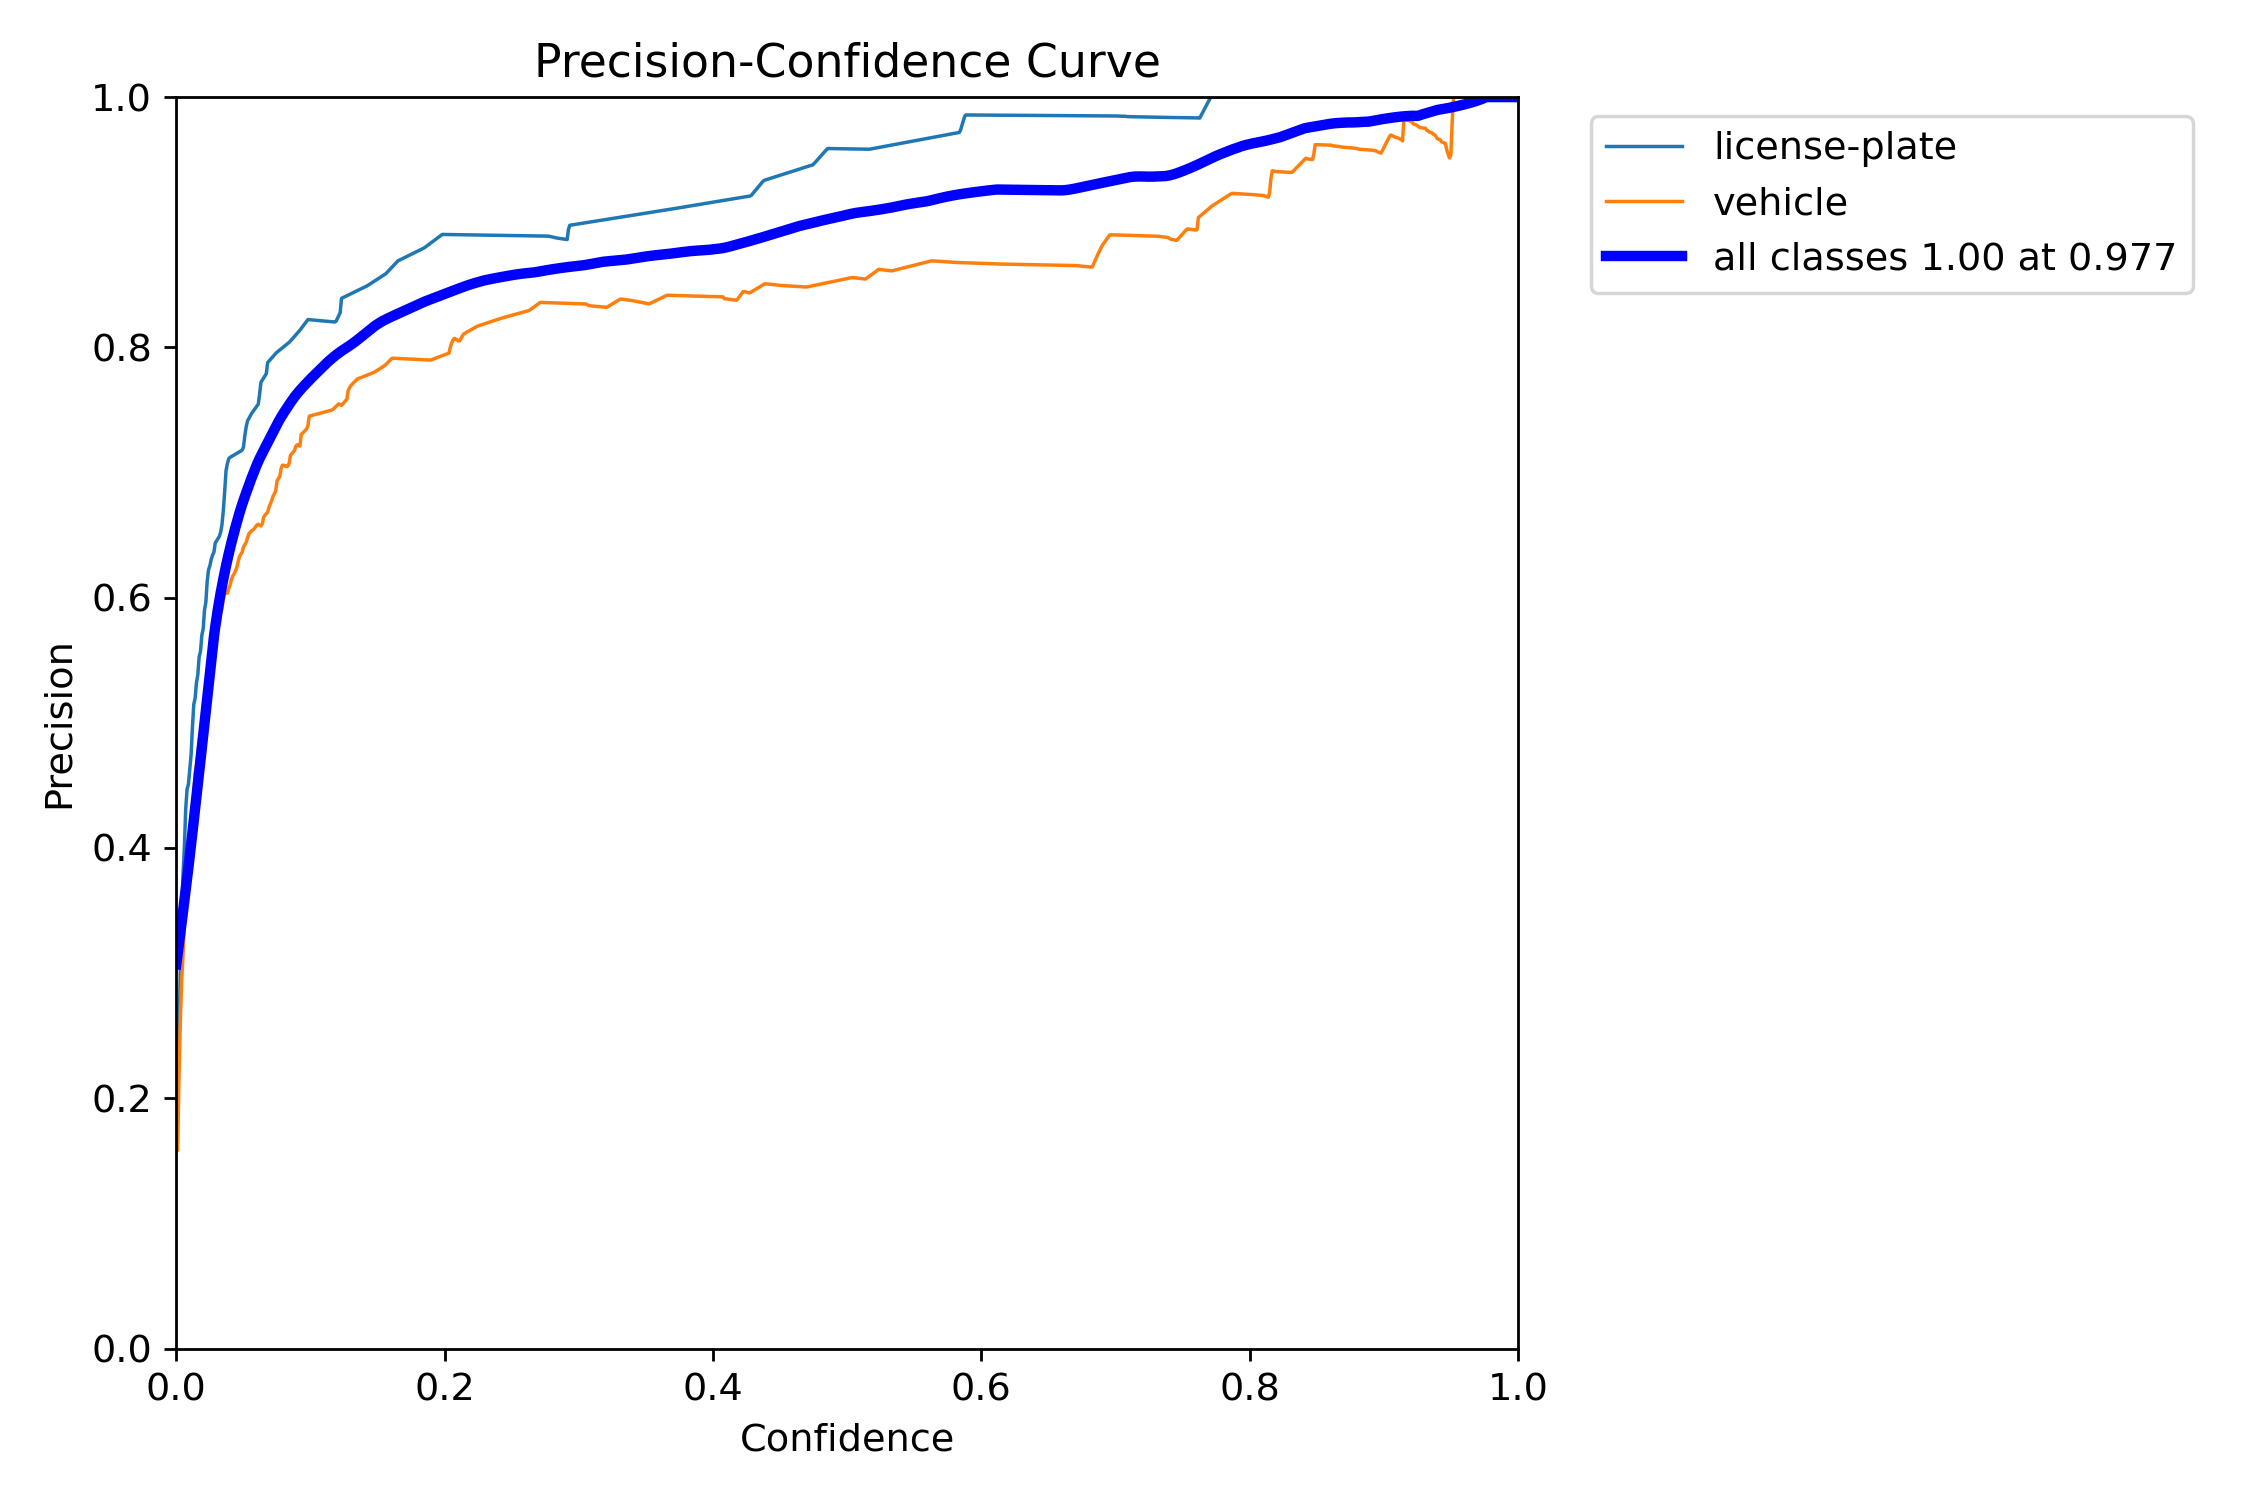 Precision-Confidence Curve
1.0
0.8
0.6
0.4
0.2
0.0
Precision
0.0 0.2 0.4 0.6 0.8 1.0
Confidence
license-plate
vehicle
all classes 1.00 at 0.977